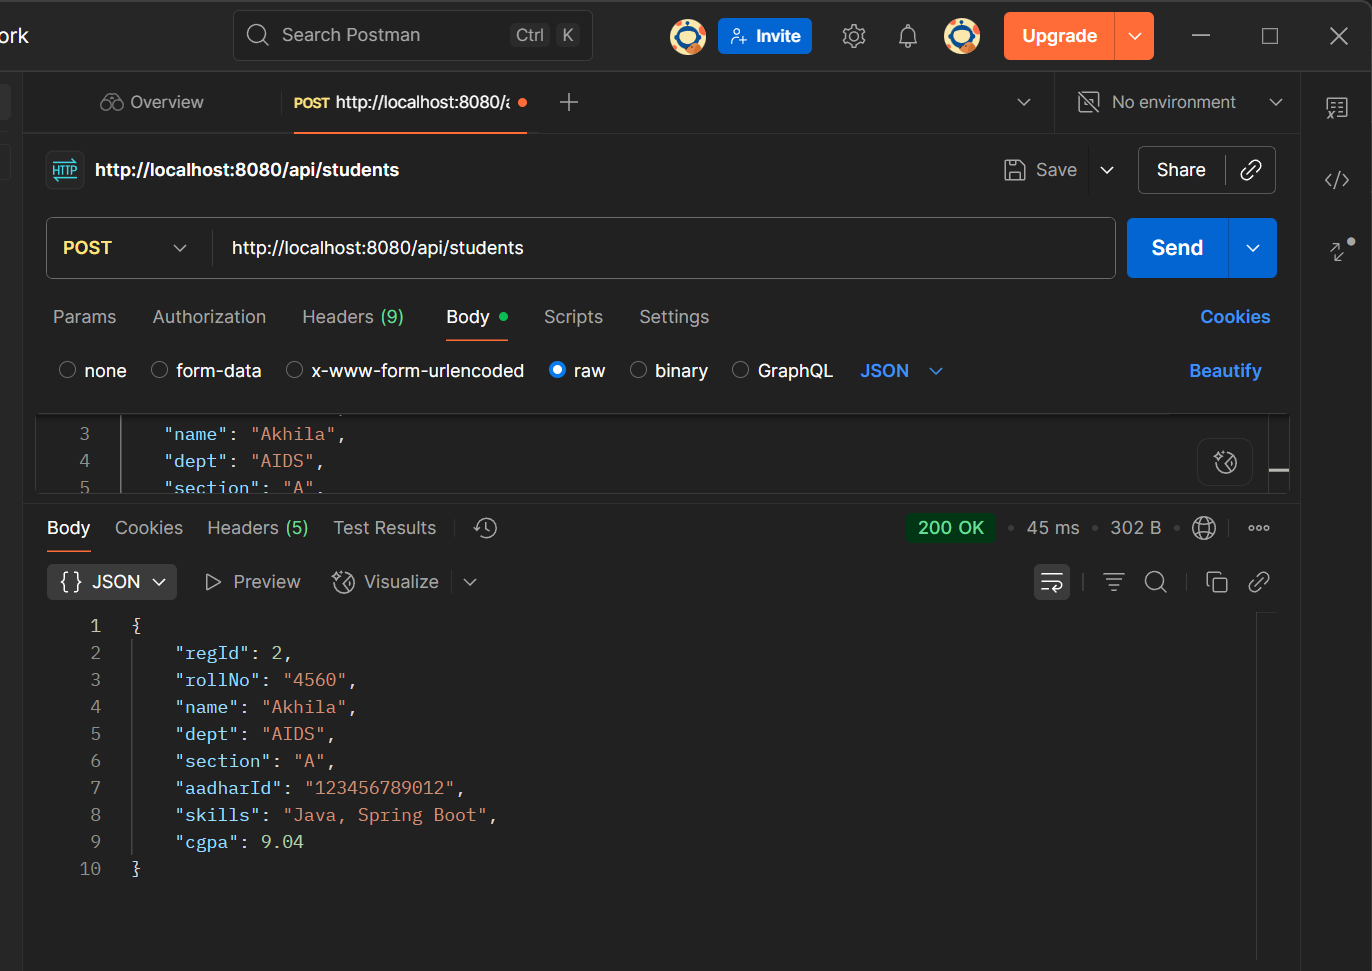 ork
Search Postman Ctrl K Invite Upgrade
Overview POST http://localhost:8080/a No environment
HTTP http://localhost:8080/api/students Save Share
POST http://localhost:8080/api/students Send
Params Authorization Headers (9) Body Scripts Settings Cookies
none form-data x-www-form-urlencoded raw binary GraphQL JSON Beautify
3 "name": "Akhila",
4 "dept": "AIDS",
5 "section": "A",
Body Cookies Headers (5) Test Results 200 OK • 45 ms • 302 B •
{} JSON Preview Visualize
1 {
2 "regId": 2,
3 "rollNo": "4560",
4 "name": "Akhila",
5 "dept": "AIDS",
6 "section": "A",
7 "aadharId": "123456789012",
8 "skills": "Java, Spring Boot",
9 "cgpa": 9.04
10 }